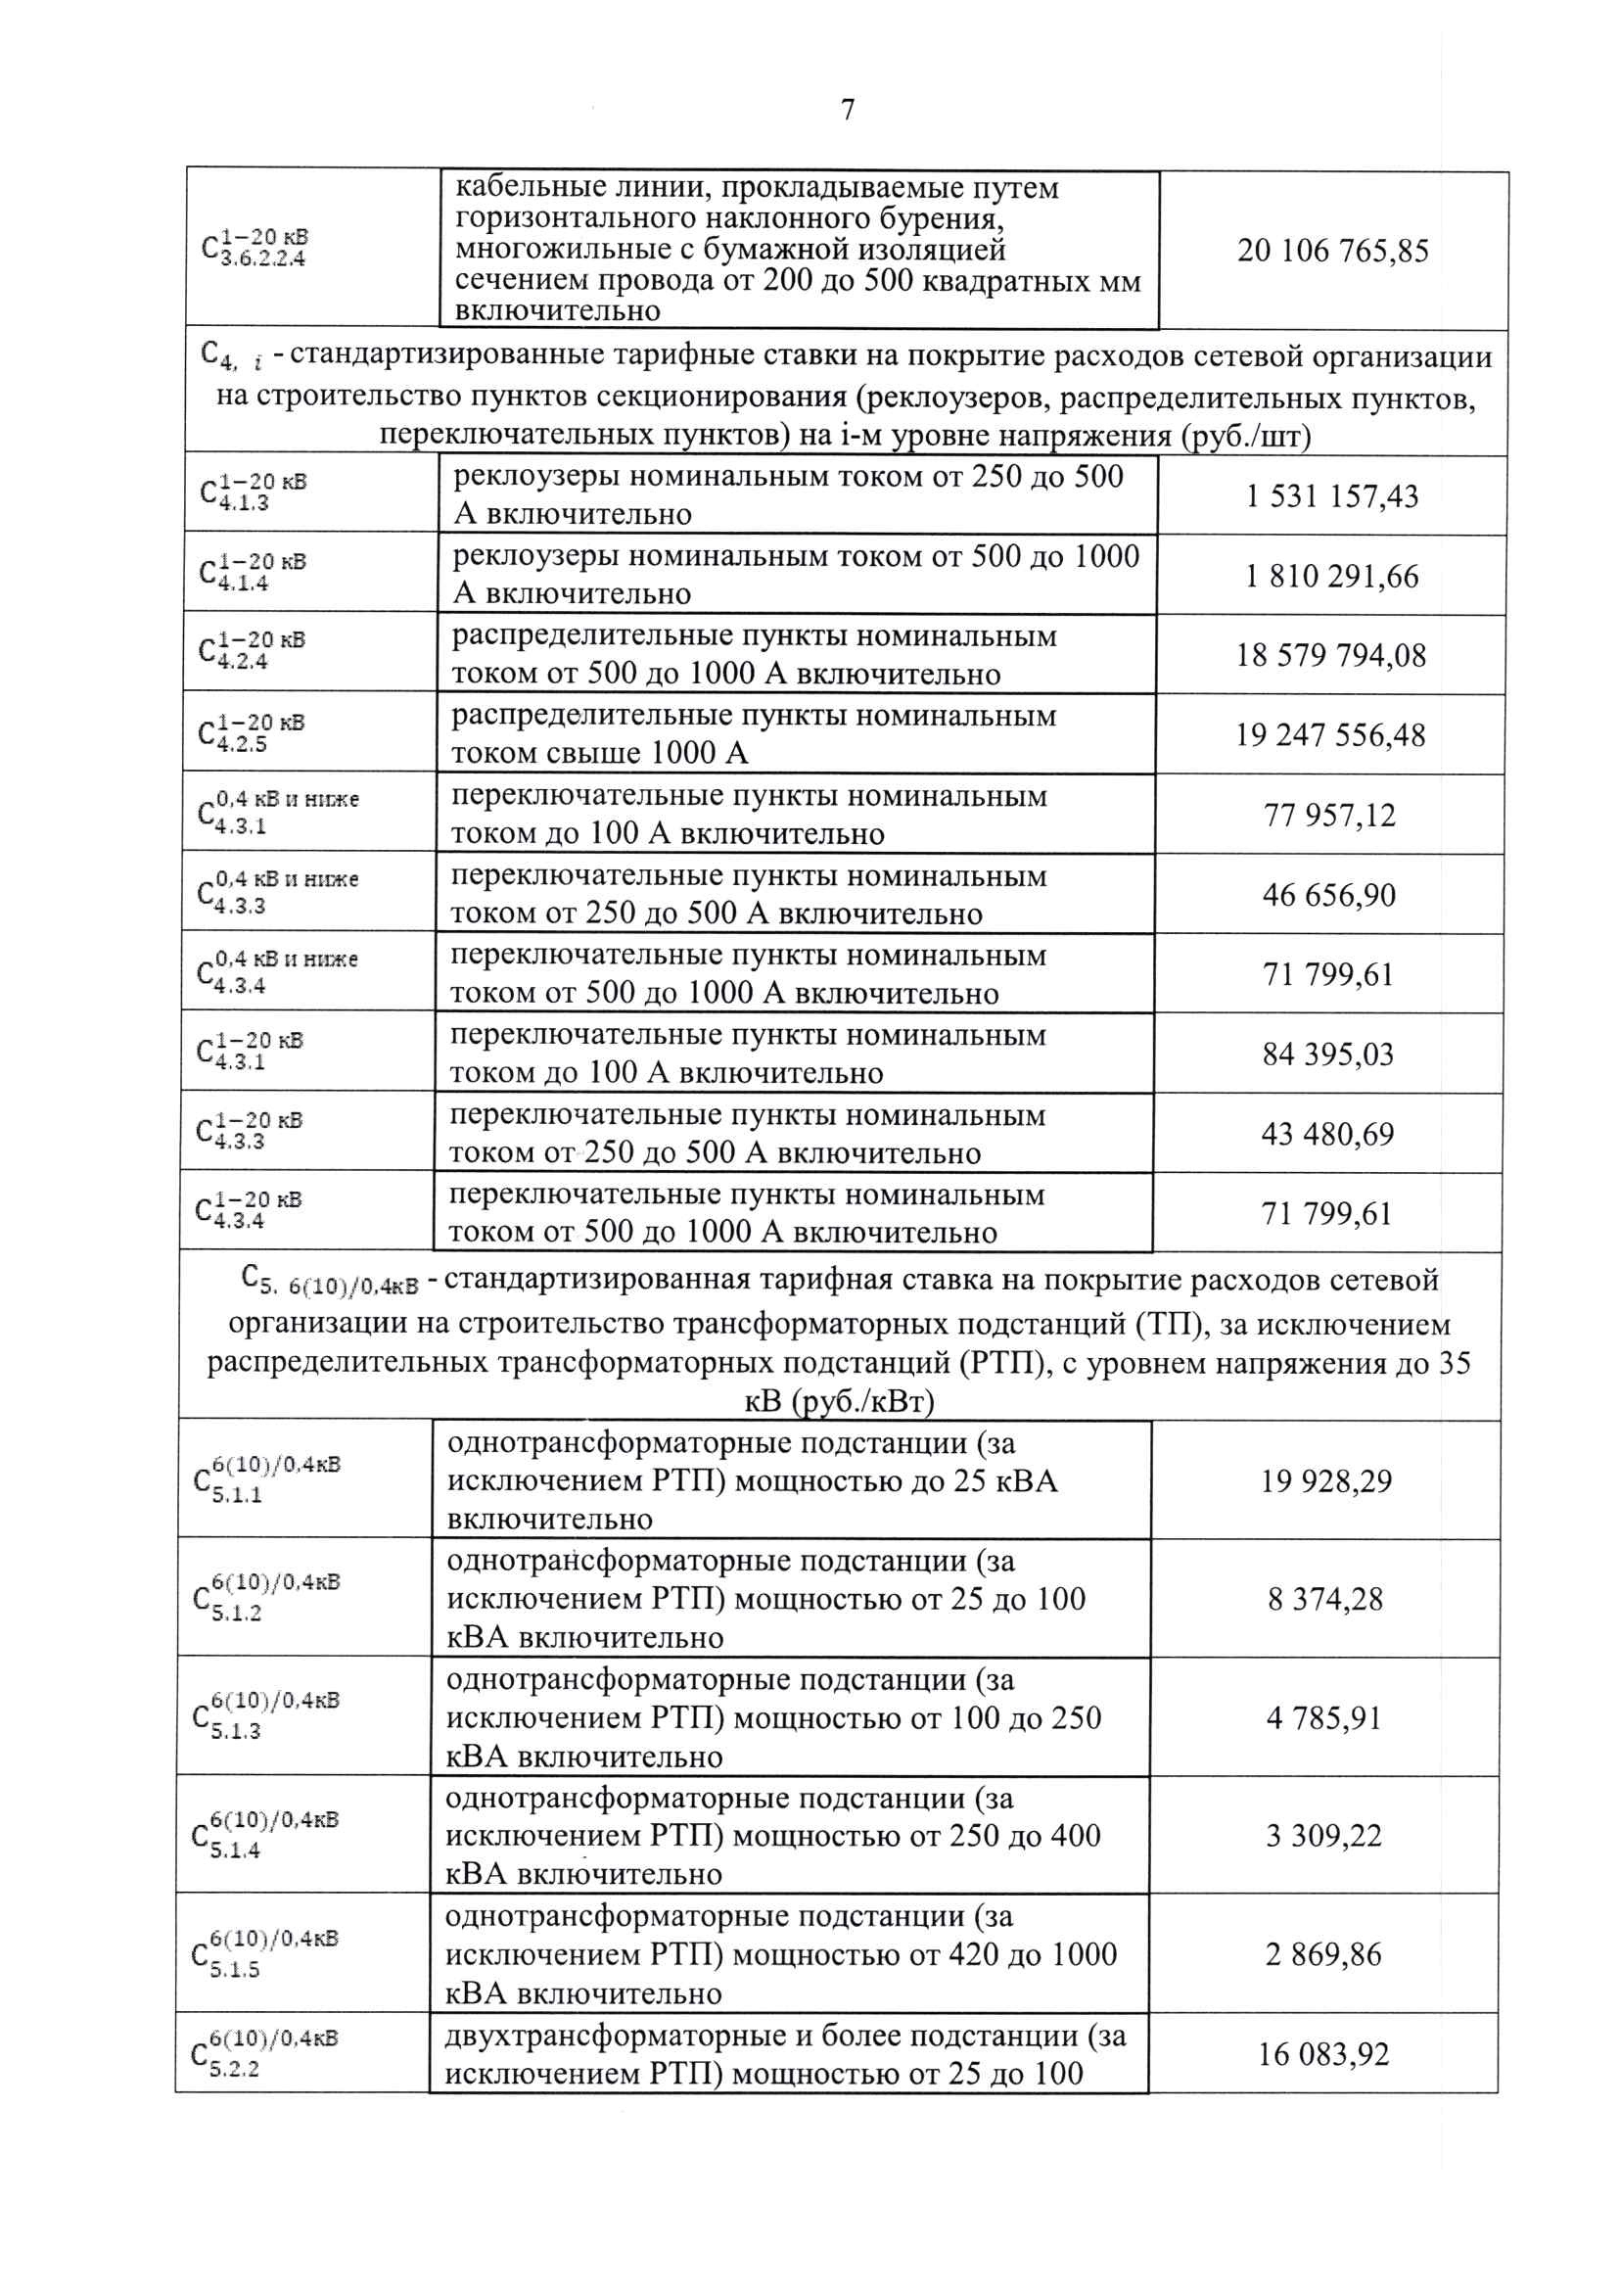 7
кабельные линии, прокладываемые путем
горизонтального наклонного бурения,
С 1–20 кВ 3.6.2.2.4
многожильные с бумажной изоляцией
20 106 765,85
сечением провода от 200 до 500 квадратных мм
включительно
С4, i - стандартизированные тарифные ставки на покрытие расходов сетевой организации
на строительство пунктов секционирования (реклоузеров, распределительных пунктов,
переключательных пунктов) на i-м уровне напряжения (руб./шт)
С 1–20 кВ 4.1.3
реклоузеры номинальным током от 250 до 500
А включительно
1 531 157,43
С 1–20 кВ 4.1.4
реклоузеры номинальным током от 500 до 1000
А включительно
1 810 291,66
С 1–20 кВ 4.2.4
распределительные пункты номинальным
током от 500 до 1000 А включительно
18 579 794,08
С 1–20 кВ 4.2.5
распределительные пункты номинальным
током свыше 1000 А
19 247 556,48
С 0,4 кВ и ниже 4.3.1
переключательные пункты номинальным
током до 100 А включительно
77 957,12
С 0,4 кВ и ниже 4.3.3
переключательные пункты номинальным
током от 250 до 500 А включительно
46 656,90
С 0,4 кВ и ниже 4.3.4
переключательные пункты номинальным
током от 500 до 1000 А включительно
71 799,61
С 1–20 кВ 4.3.1
переключательные пункты номинальным
током до 100 А включительно
84 395,03
С 1–20 кВ 4.3.3
переключательные пункты номинальным
током от 250 до 500 А включительно
43 480,69
С 1–20 кВ 4.3.4
переключательные пункты номинальным
током от 500 до 1000 А включительно
71 799,61
С5. 6(10)/0,4кВ - стандартизированная тарифная ставка на покрытие расходов сетевой
организации на строительство трансформаторных подстанций (ТП), за исключением
распределительных трансформаторных подстанций (РТП), с уровнем напряжения до 35
кВ (руб./кВт)
С 6(10)/0,4кВ 5.1.1
однотрансформаторные подстанции (за
исключением РТП) мощностью до 25 кВА
включительно
19 928,29
С 6(10)/0,4кВ 5.1.2
однотрансформаторные подстанции (за
исключением РТП) мощностью от 25 до 100
кВА включительно
8 374,28
С 6(10)/0,4кВ 5.1.3
однотрансформаторные подстанции (за
исключением РТП) мощностью от 100 до 250
кВА включительно
4 785,91
С 6(10)/0,4кВ 5.1.4
однотрансформаторные подстанции (за
исключением РТП) мощностью от 250 до 400
кВА включительно
3 309,22
С 6(10)/0,4кВ 5.1.5
однотрансформаторные подстанции (за
исключением РТП) мощностью от 420 до 1000
кВА включительно
2 869,86
С 6(10)/0,4кВ 5.2.2
двухтрансформаторные и более подстанции (за
исключением РТП) мощностью от 25 до 100
16 083,92